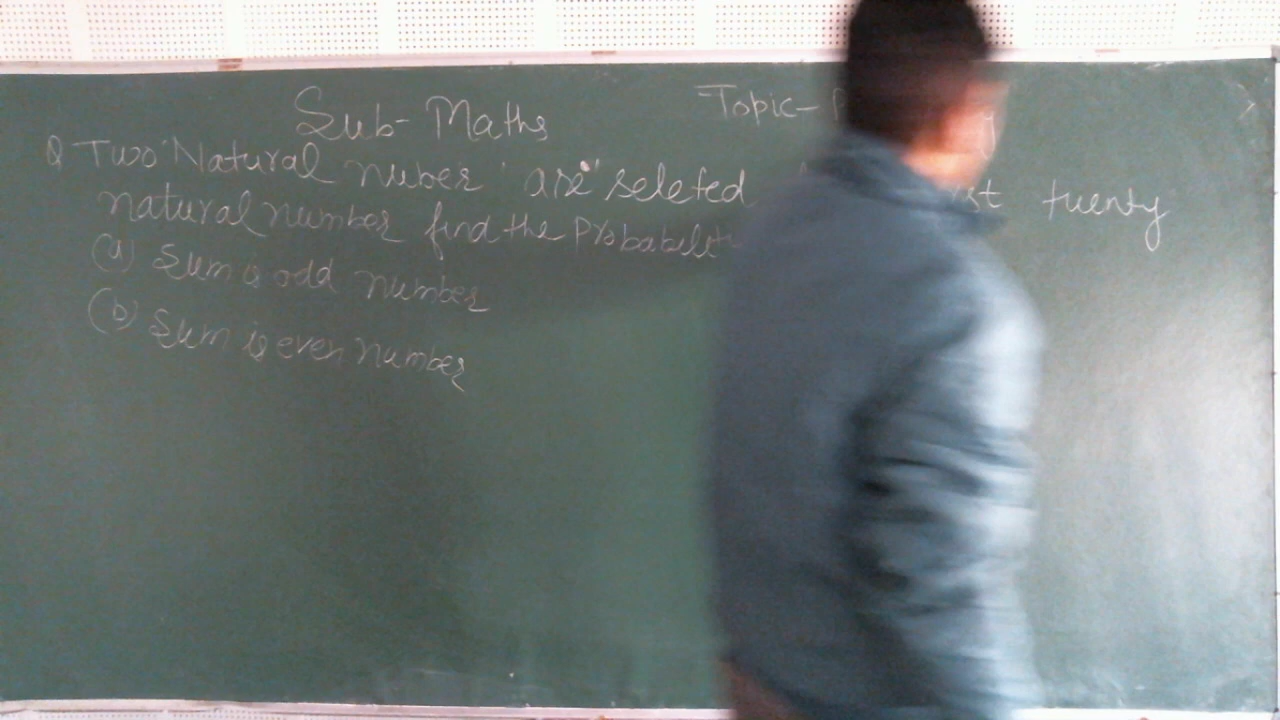 Sub- Maths
Topic-
Q Two Natural nuber are seleted tuenty
natural number find the Probabilit
(a) Sum is odd number
(b) Sum is even number